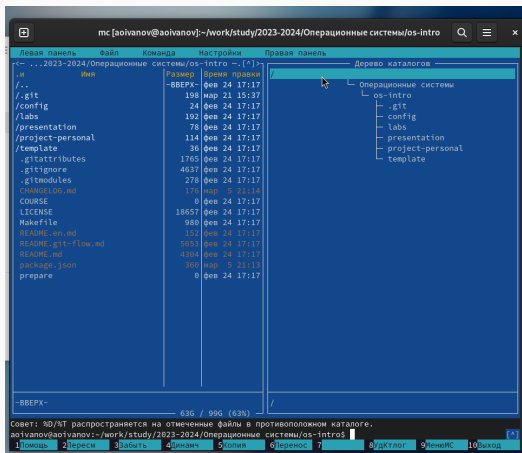 mc [aoivanov@aoivanov]:~/work/study/2023-2024/Операционные системы/os-intro
Левая панель Файл Команда Настройки Правая панель
<— ...2023-2024/Операционные системы/os-intro —.[^]>
.и Имя Размер Время правки
/.. -ВВЕРХ- фев 24 17:17
/.git 198 мар 21 15:37
/config 24 фев 24 17:17
/labs 192 фев 24 17:17
/presentation 78 фев 24 17:17
/project-personal 114 фев 24 17:17
/template 36 фев 24 17:17
.gitattributes 1765 фев 24 17:17
.gitignore 4637 фев 24 17:17
.gitmodules 278 фев 24 17:17
CHANGELOG.md 176 мар 5 21:14
COURSE 0 фев 24 17:17
LICENSE 18657 фев 24 17:17
Makefile 980 фев 24 17:17
README.en.md 152 фев 24 17:17
README.git-flow.md 5653 фев 24 17:17
README.md 4304 фев 24 17:17
package.json 366 мар 5 21:13
prepare 0 фев 24 17:17
-ВВЕРХ-
63G / 99G (63%)
Дерево каталогов
/
Операционные системы
os-intro
.git
config
labs
presentation
project-personal
template
/
Совет: %D/%T распространяется на отмеченные файлы в противоположном каталоге.
aoivanov@aoivanov:~/work/study/2023-2024/Операционные системы/os-intro$ [^]
1Помощь 2Пересм 3Забыть 4Динамч 5Копия 6Перенос 7 8УдКтлог 9МенюMC 10Выход